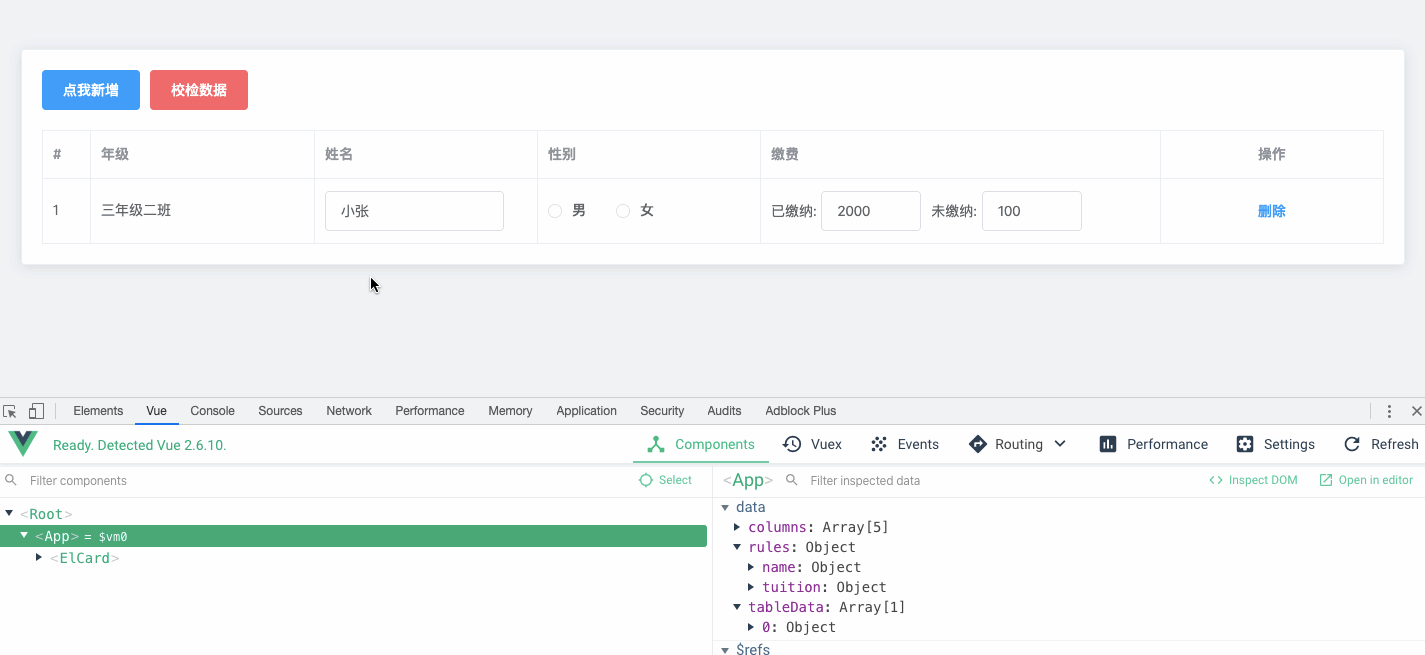 点我新增 校检数据
# 年级 姓名 性别 缴费 操作
1 三年级二班 小张 男 女 已缴纳: 2000 未缴纳: 100 删除
Elements Vue Console Sources Network Performance Memory Application Security Audits Adblock Plus
Ready. Detected Vue 2.6.10. Components Vuex Events Routing Performance Settings Refresh
Filter components Select <App> Filter inspected data Inspect DOM Open in editor
<Root>
<App> = $vm0
<ElCard>
data
columns: Array[5]
rules: Object
name: Object
tuition: Object
tableData: Array[1]
0: Object
$refs